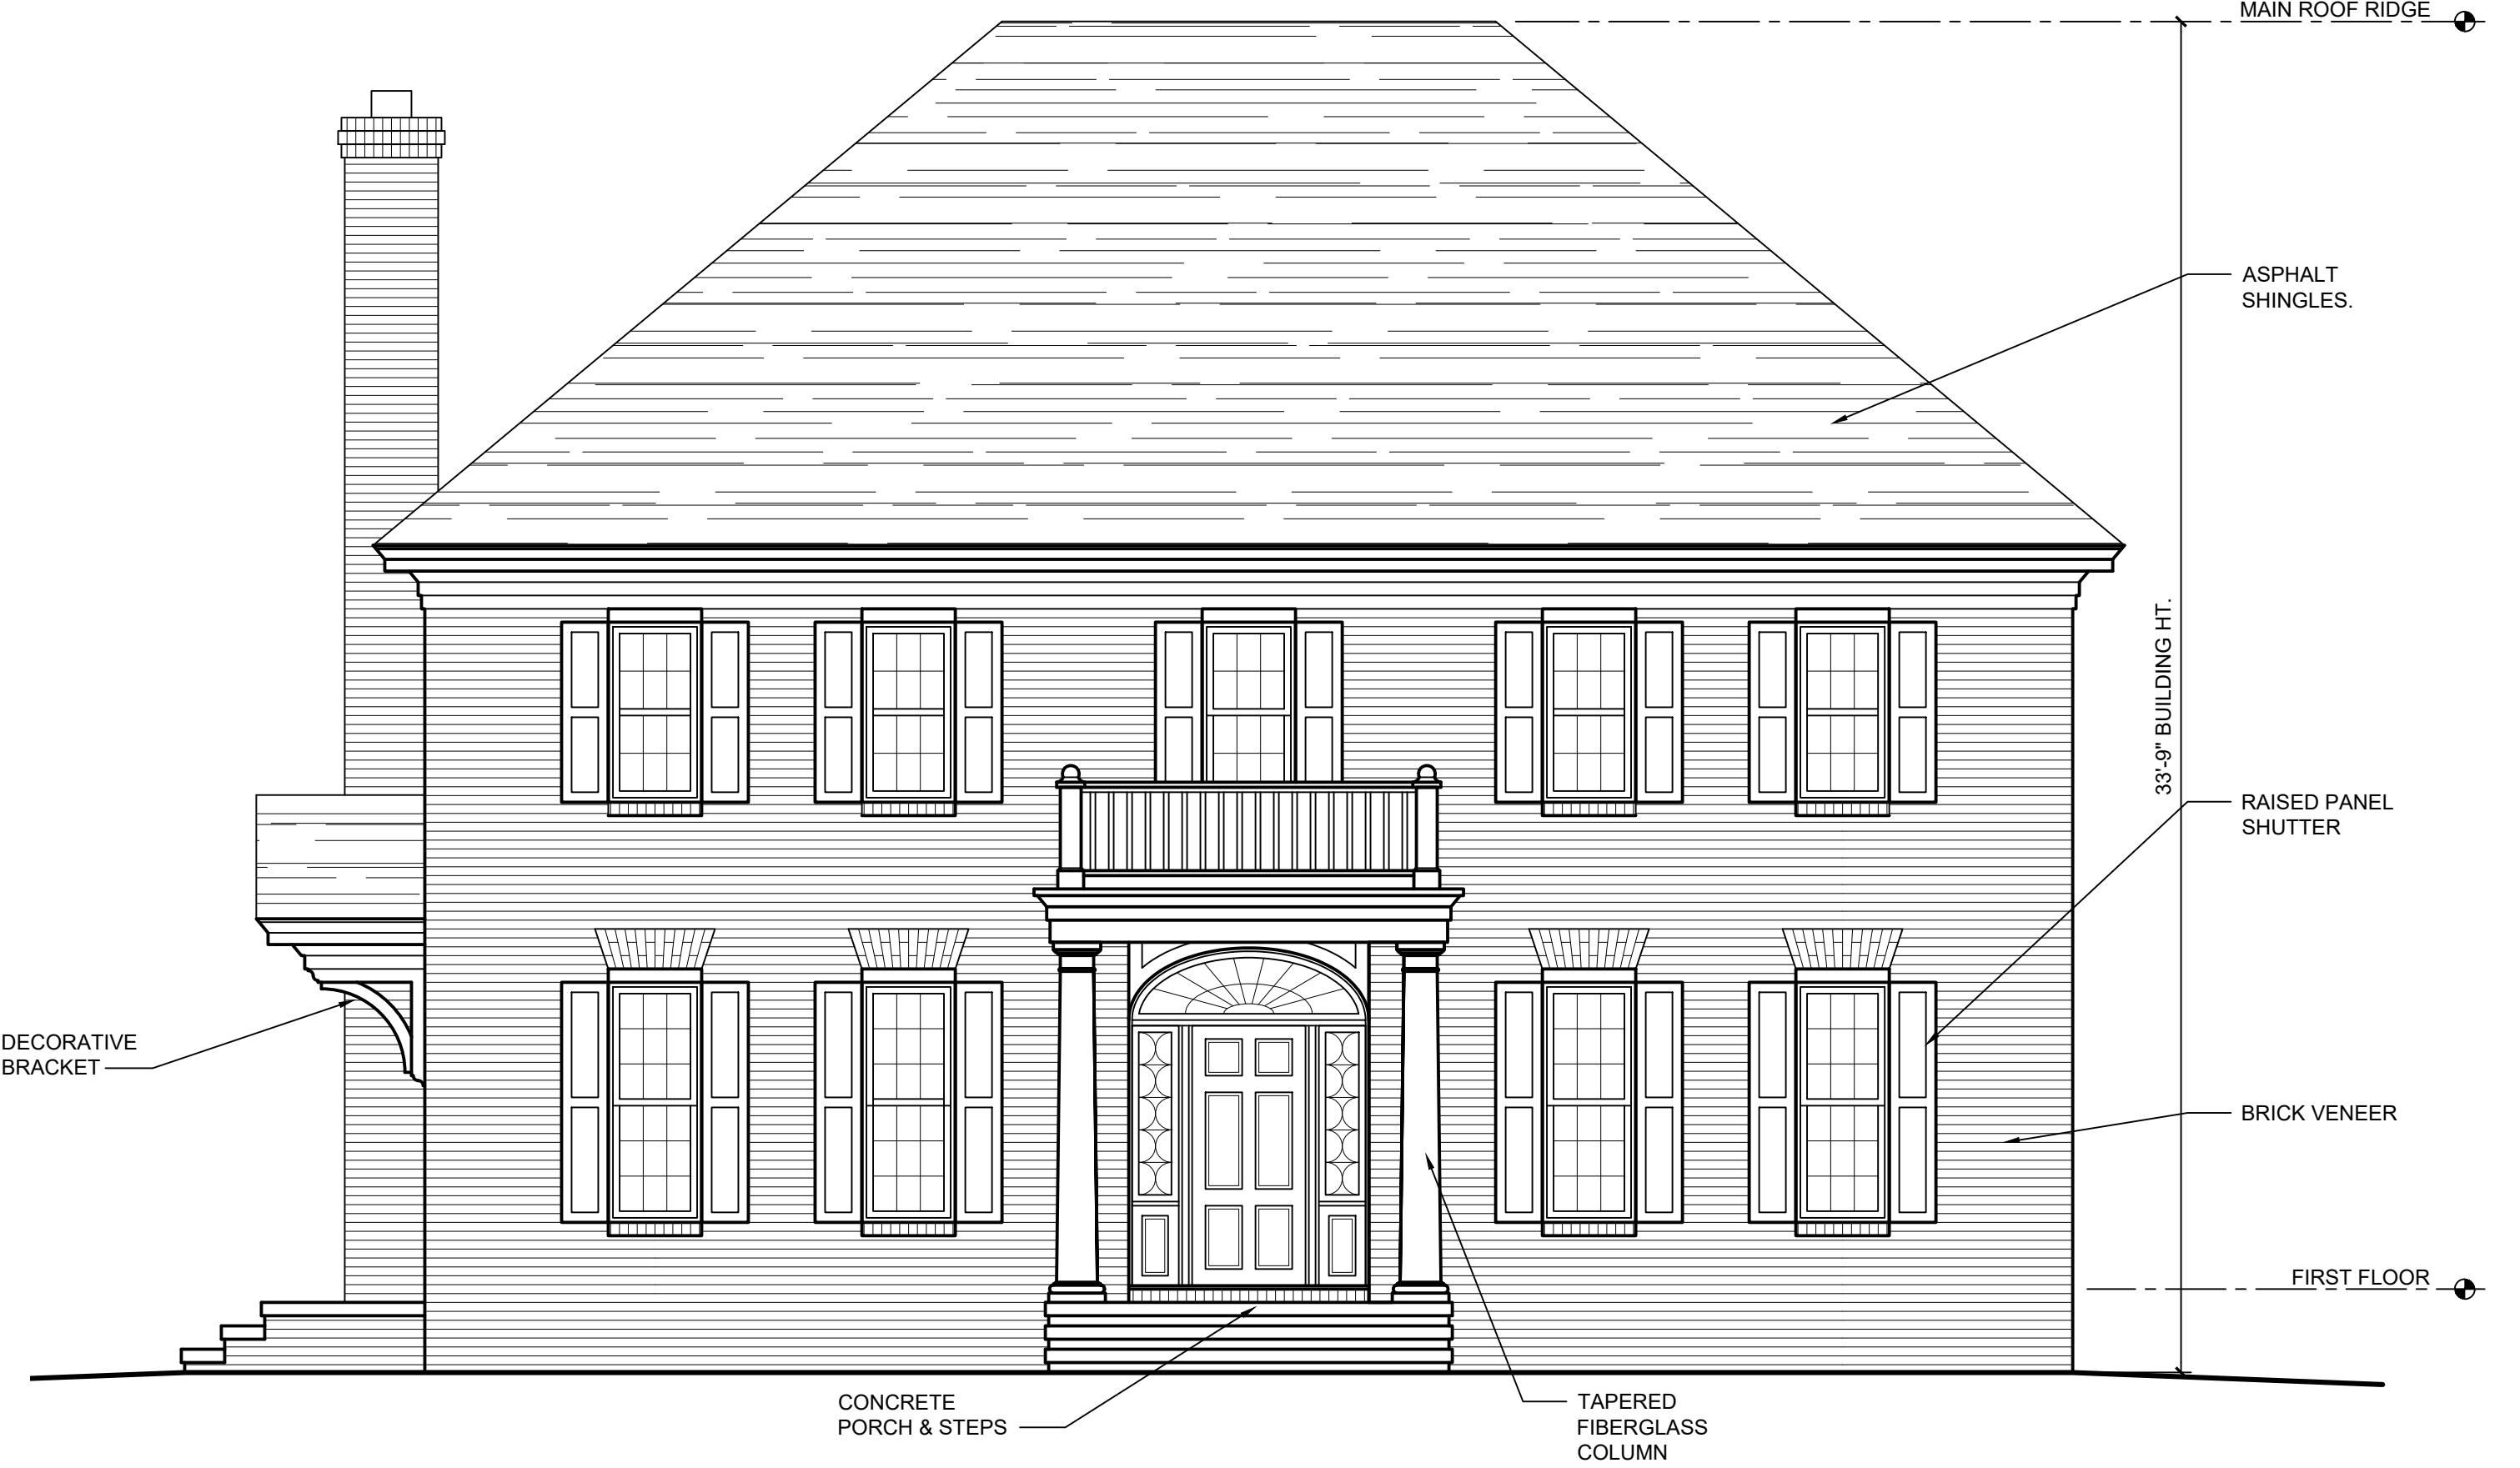 MAIN ROOF RIDGE
ASPHALT
SHINGLES.
33'-9" BUILDING HT.
RAISED PANEL
SHUTTER
DECORATIVE
BRACKET
BRICK VENEER
FIRST FLOOR
CONCRETE
PORCH & STEPS
TAPERED
FIBERGLASS
COLUMN